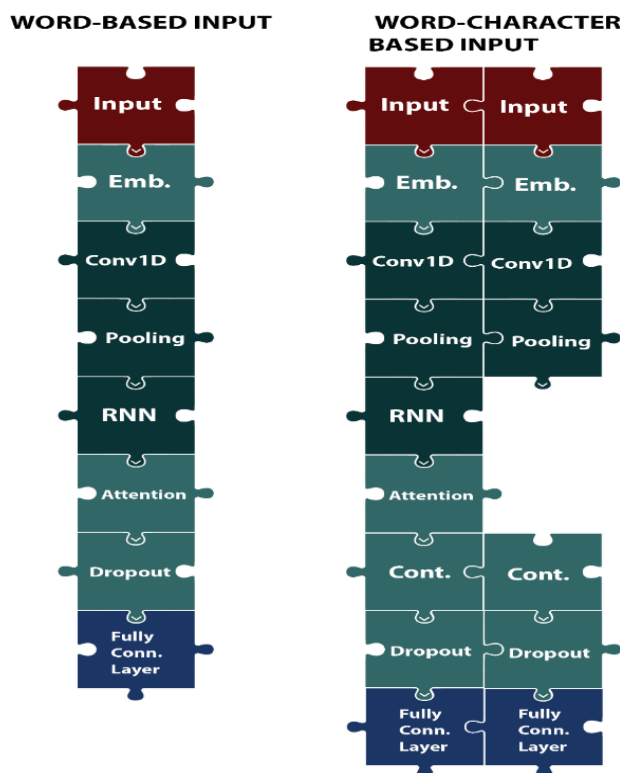 WORD-BASED INPUT
Input
Emb.
Conv1D
Pooling
RNN
Attention
Dropout
Fully
Conn.
Layer
WORD-CHARACTER
BASED INPUT
Input Input
Emb. Emb.
Conv1D Conv1D
Pooling Pooling
RNN
Attention
Cont. Cont.
Dropout Dropout
Fully Fully
Conn. Conn.
Layer Layer